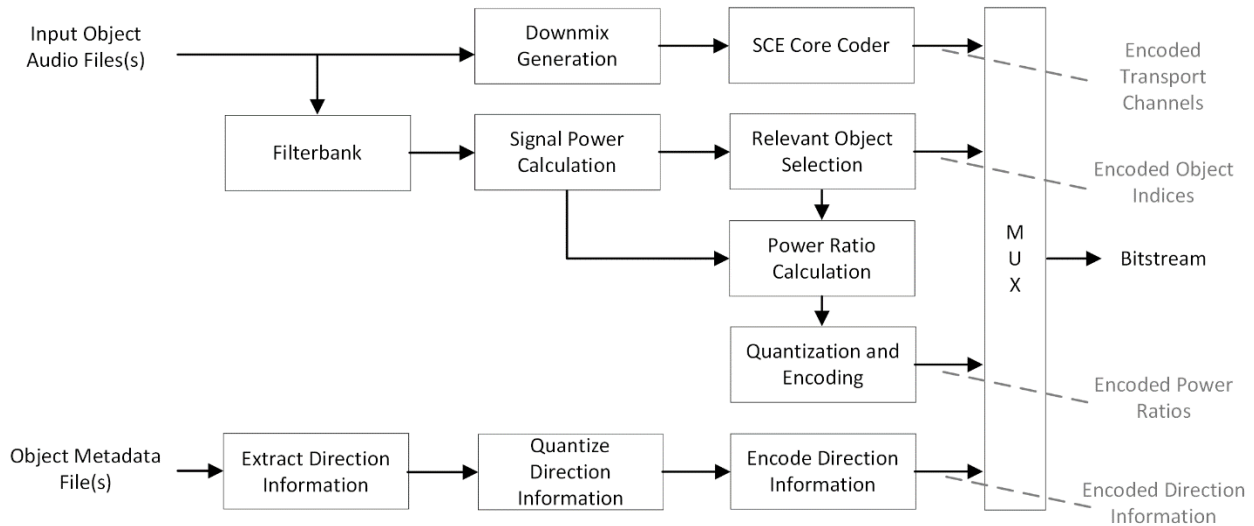 Input Object
Audio Files(s)
Downmix
Generation
SCE Core Coder
Encoded
Transport
Channels
Filterbank
Signal Power
Calculation
Relevant Object
Selection
Encoded Object
Indices
Power Ratio
Calculation
M
U
X
Bitstream
Quantization and
Encoding
Encoded Power
Ratios
Object Metadata
File(s)
Extract Direction
Information
Quantize
Direction
Information
Encode Direction
Information
Encoded Direction
Information